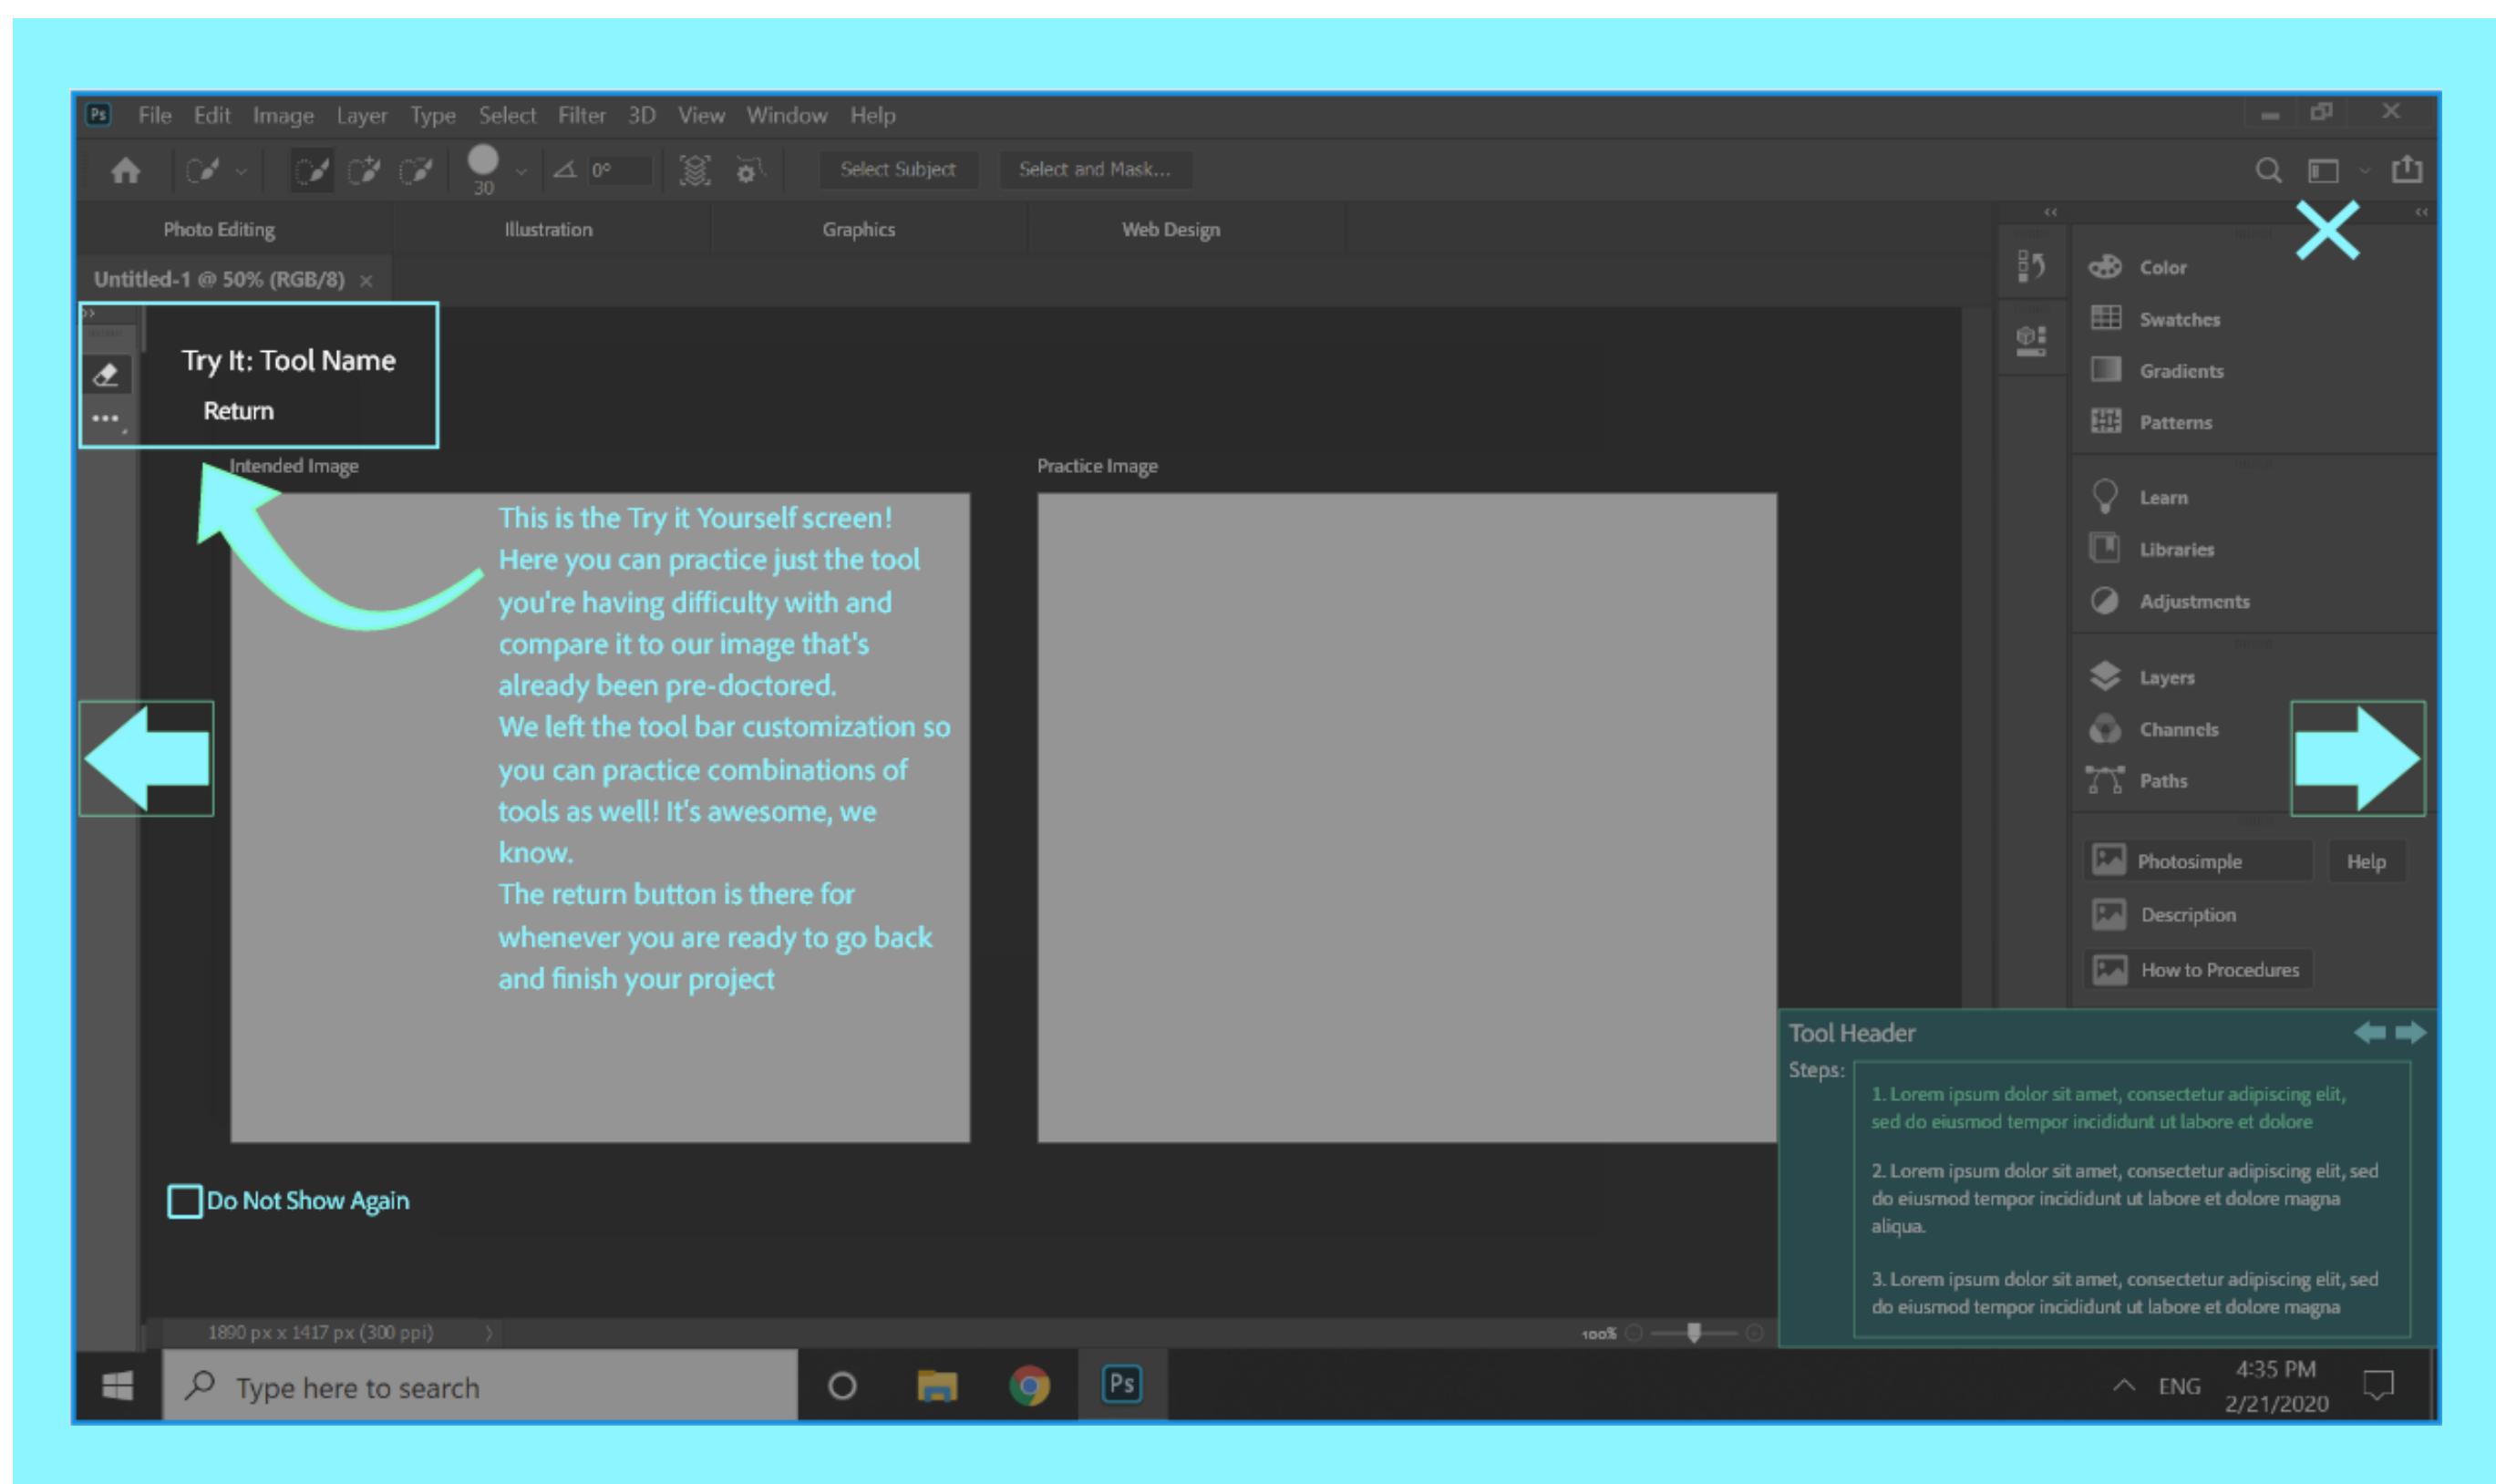 Ps File Edit Image Layer Type Select Filter 3D View Window Help
30 0° Select Subject Select and Mask...
Photo Editing Illustration Graphics Web Design
Untitled-1 @ 50% (RGB/8) ×
Try It: Tool Name
Return
Intended Image
Practice Image
This is the Try it Yourself screen!
Here you can practice just the tool
you're having difficulty with and
compare it to our image that's
already been pre-doctored.
We left the tool bar customization so
you can practice combinations of
tools as well! It's awesome, we
know.
The return button is there for
whenever you are ready to go back
and finish your project
Do Not Show Again
Color
Swatches
Gradients
Patterns
Learn
Libraries
Adjustments
Layers
Channels
Paths
Photosimple Help
Description
How to Procedures
Tool Header
Steps:
1. Lorem ipsum dolor sit amet, consectetur adipiscing elit,
sed do eiusmod tempor incididunt ut labore et dolore
2. Lorem ipsum dolor sit amet, consectetur adipiscing elit, sed
do eiusmod tempor incididunt ut labore et dolore magna
aliqua.
3. Lorem ipsum dolor sit amet, consectetur adipiscing elit, sed
do eiusmod tempor incididunt ut labore et dolore magna
1890 px x 1417 px (300 ppi)
100%
Type here to search
Ps
ENG
4:35 PM
2/21/2020